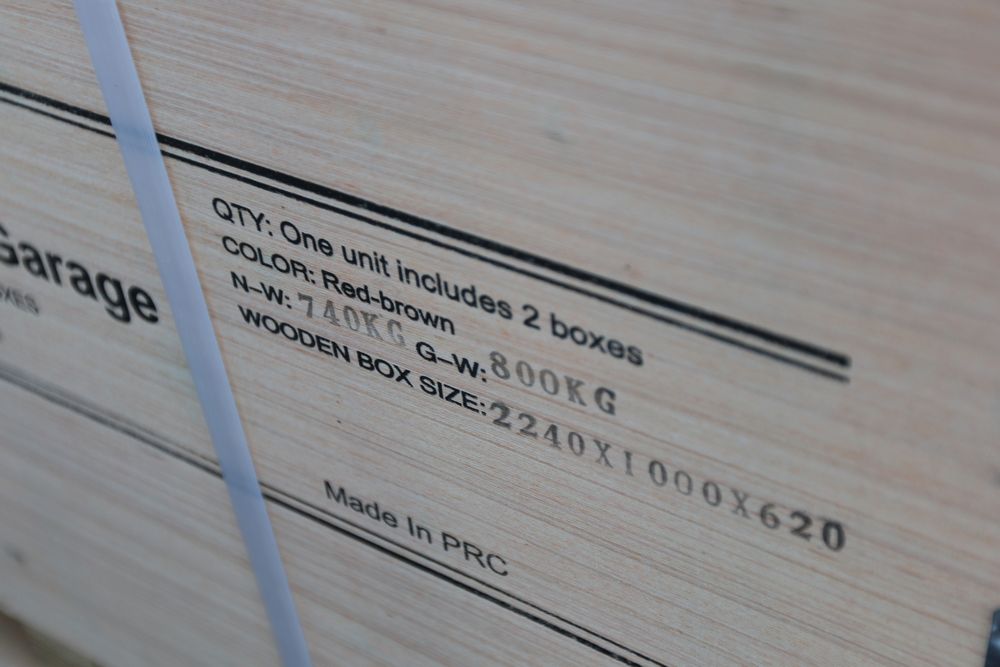 Garage
QTY: One unit includes 2 boxes
COLOR: Red-brown
N-W: 740KG G-W: 800KG
WOODEN BOX SIZE: 2240X1000X620
Made In PRC